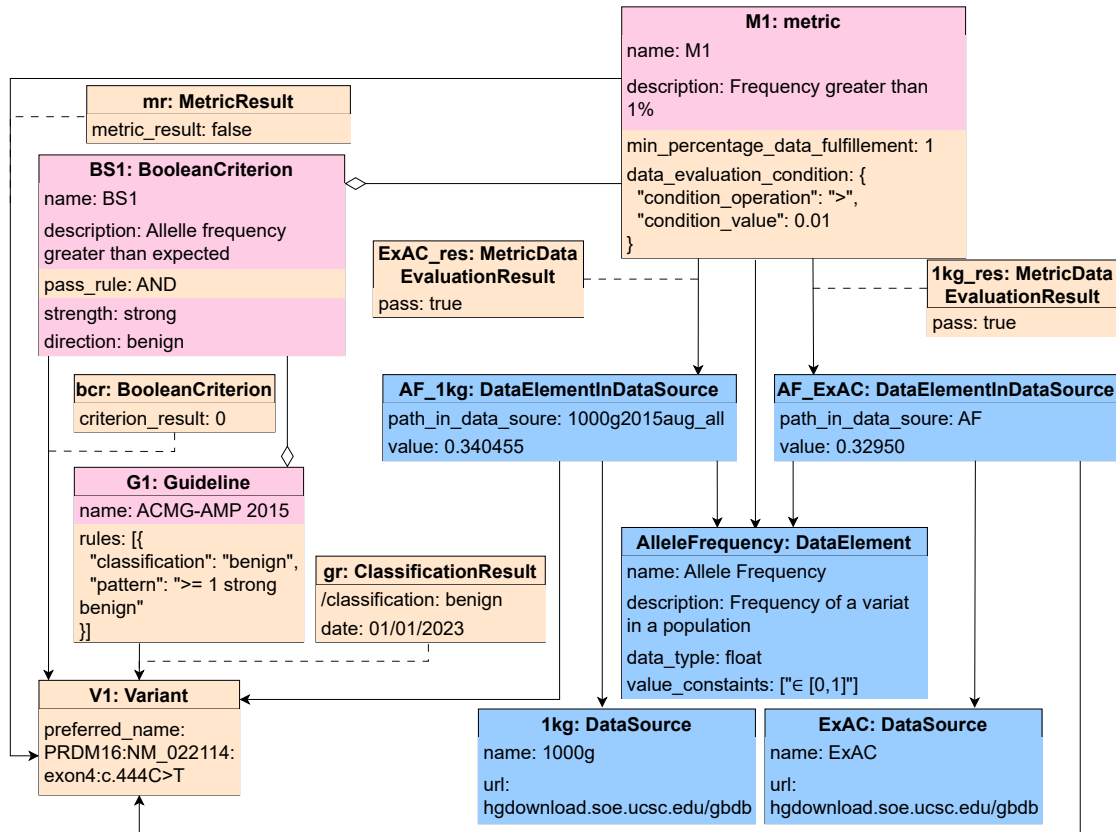 M1: metric
name: M1
description: Frequency greater than
1%
min_percentage_data_fulfillment: 1
data_evaluation_condition: {
"condition_operation": ">",
"condition_value": 0.01
}
mr: MetricResult
metric_result: false
BS1: BooleanCriterion
name: BS1
description: Allelle frequency
greater than expected
pass_rule: AND
strength: strong
direction: benign
ExAC_res: MetricData
EvaluationResult
pass: true
1kg_res: MetricData
EvaluationResult
pass: true
bcr: BooleanCriterion
criterion_result: 0
AF_1kg: DataElementInDataSource
path_in_data_soure: 1000g2015aug_all
value: 0.340455
AF_ExAC: DataElementInDataSource
path_in_data_soure: AF
value: 0.32950
G1: Guideline
name: ACMG-AMP 2015
rules: [{
"classification": "benign",
"pattern": ">= 1 strong
benign"
}]
gr: ClassificationResult
/classification: benign
date: 01/01/2023
AlleleFrequency: DataElement
name: Allele Frequency
description: Frequency of a variat
in a population
data_typle: float
value_constaints: ["∈ [0,1]"]
V1: Variant
preferred_name:
PRDM16:NM_022114:
exon4:c.444C>T
1kg: DataSource
name: 1000g
url:
hgdownload.soe.ucsc.edu/gbdb
ExAC: DataSource
name: ExAC
url:
hgdownload.soe.ucsc.edu/gbdb